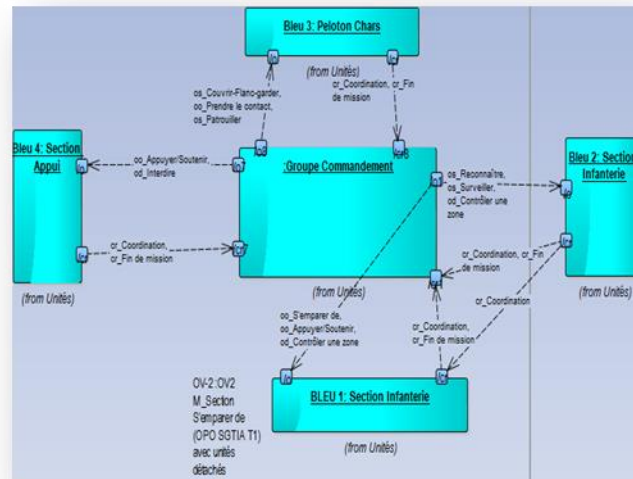 Bleu 3: Peloton Chars
(from Unités)
os_Couvrir-Flanc-garder,
oo_Prendre le contact,
os_Patrouiller
cr_Coordination, cr_Fin
de mission
Bleu 4: Section
Appui
(from Unités)
oo_Appuyer/Soutenir,
od_Interdire
cr_Coordination,
cr_Fin de mission
:Groupe Commandement
(from Unités)
os_Reconnaître,
os_Surveiller,
od_Contrôler une
zone
Bleu 2: Section
Infanterie
(from Unités)
cr_Coordination, cr_Fin
de mission
cr_Coordination
oo_S'emparer de,
oo_Appuyer/Soutenir,
od_Contrôler une zone
cr_Coordination,
cr_Fin de mission
BLEU 1: Section Infanterie
(from Unités)
OV-2 :OV2
M_Section
S'emparer de
(OPO SGTIA T1)
avec unités
détachés